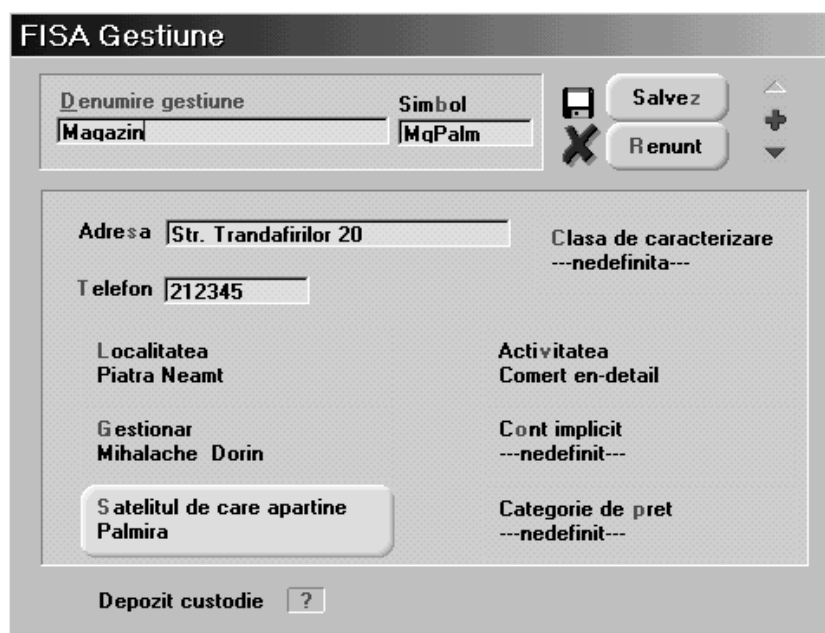 FISA Gestiune
Denumire gestiune
Simbol
Salvez
Magazin
MgPalm
Renunt
Adresa Str. Trandafirilor 20
Clasa de caracterizare
---nedefinita---
Telefon 212345
Localitatea
Piatra Neamt
Activitatea
Comert en-detail
Gestionar
Mihalache Dorin
Cont implicit
---nedefinit---
Satelitul de care apartine
Palmira
Categorie de pret
---nedefinit---
Depozit custodie ?